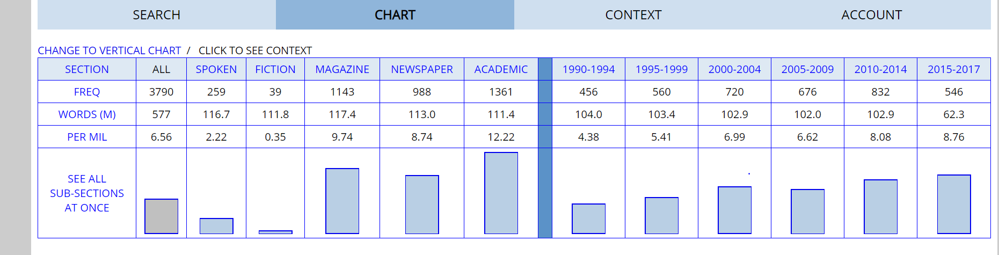 SEARCH CHART CONTEXT ACCOUNT
CHANGE TO VERTICAL CHART / CLICK TO SEE CONTEXT
SECTION ALL SPOKEN FICTION MAGAZINE NEWSPAPER ACADEMIC 1990-1994 1995-1999 2000-2004 2005-2009 2010-2014 2015-2017
FREQ 3790 259 39 1143 988 1361 456 560 720 676 832 546
WORDS (M) 577 116.7 111.8 117.4 113.0 111.4 104.0 103.4 102.9 102.0 102.9 62.3
PER MIL 6.56 2.22 0.35 9.74 8.74 12.22 4.38 5.41 6.99 6.62 8.08 8.76
SEE ALL
SUB-SECTIONS
AT ONCE